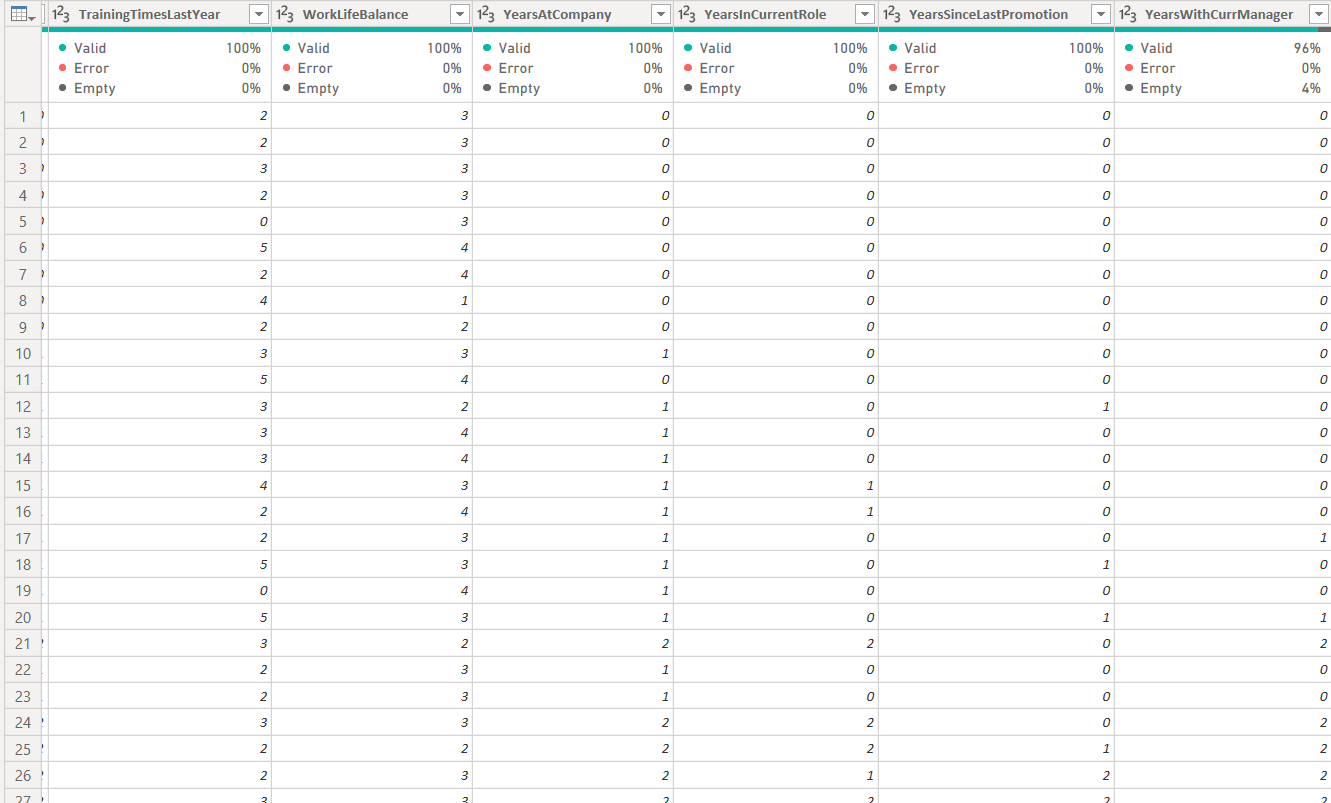 1²3 TrainingTimesLastYear 1²3 WorkLifeBalance 1²3 YearsAtCompany 1²3 YearsInCurrentRole 1²3 YearsSinceLastPromotion 1²3 YearsWithCurrManager
Valid 100% Valid 100% Valid 100% Valid 100% Valid 100% Valid 96%
Error 0% Error 0% Error 0% Error 0% Error 0% Error 0%
Empty 0% Empty 0% Empty 0% Empty 0% Empty 0% Empty 4%
1 2 3 0 0 0 0
2 2 3 0 0 0 0
3 3 3 0 0 0 0
4 2 3 0 0 0 0
5 0 3 0 0 0 0
6 5 4 0 0 0 0
7 2 4 0 0 0 0
8 4 1 0 0 0 0
9 2 2 0 0 0 0
10 3 3 1 0 0 0
11 5 4 0 0 0 0
12 3 2 1 0 1 0
13 3 4 1 0 0 0
14 3 4 1 0 0 0
15 4 3 1 1 0 0
16 2 4 1 1 0 0
17 2 3 1 0 0 1
18 5 3 1 0 1 0
19 0 4 1 0 0 0
20 5 3 1 0 1 1
21 3 2 2 2 0 2
22 2 3 1 0 0 0
23 2 3 1 0 0 0
24 3 3 2 2 0 2
25 2 2 2 2 1 2
26 2 3 2 1 2 2
27 3 3 2 2 2 2